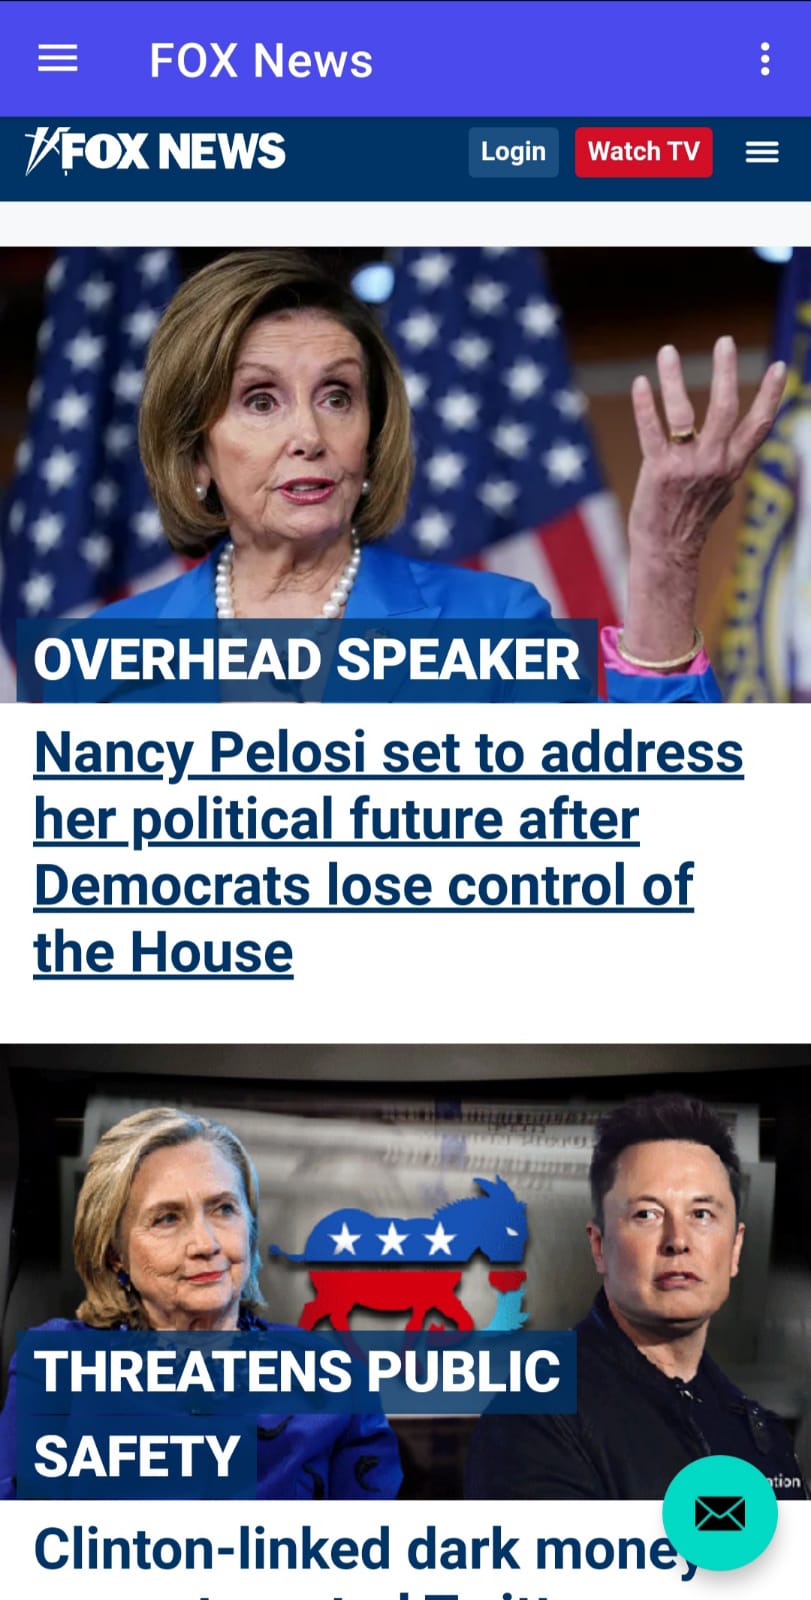 FOX News
FOX NEWS
Login
Watch TV
OVERHEAD SPEAKER
Nancy Pelosi set to address
her political future after
Democrats lose control of
the House
THREATENS PUBLIC
SAFETY
Clinton-linked dark money